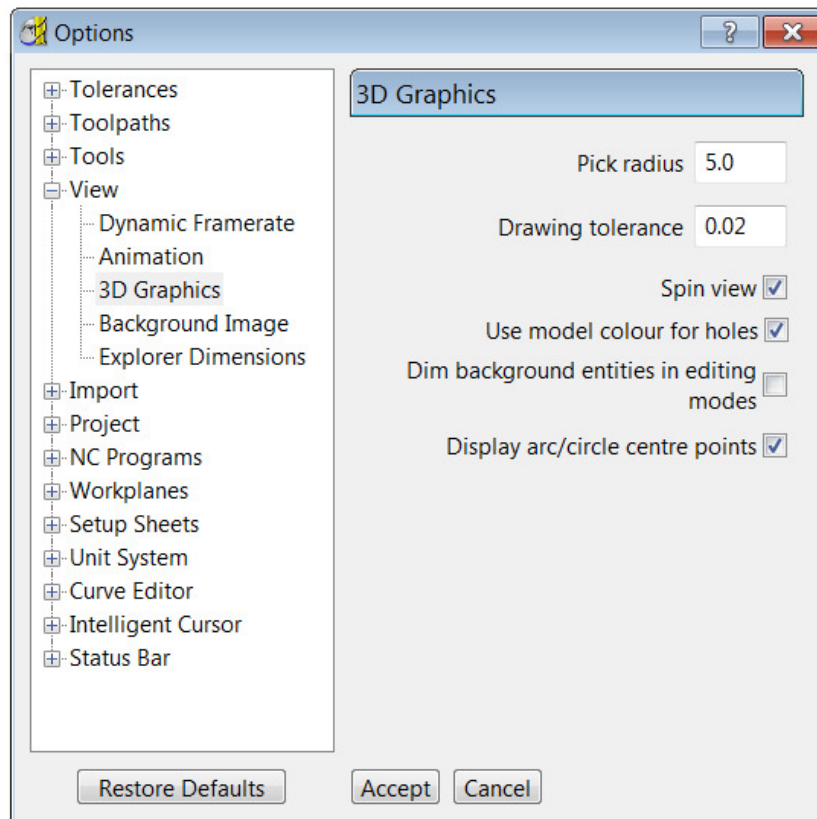 Options
Tolerances
Toolpaths
Tools
View
Dynamic Framerate
Animation
3D Graphics
Background Image
Explorer Dimensions
Import
Project
NC Programs
Workplanes
Setup Sheets
Unit System
Curve Editor
Intelligent Cursor
Status Bar
3D Graphics
Pick radius 5.0
Drawing tolerance 0.02
Spin view
Use model colour for holes
Dim background entities in editing
modes
Display arc/circle centre points
Restore Defaults
Accept
Cancel